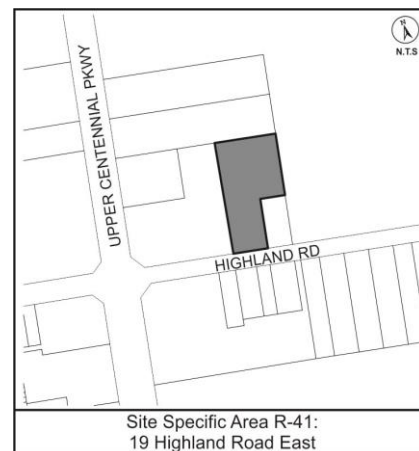 N
N.T.S
UPPER CENTENNIAL PKWY
HIGHLAND RD
Site Specific Area R-41:
19 Highland Road East